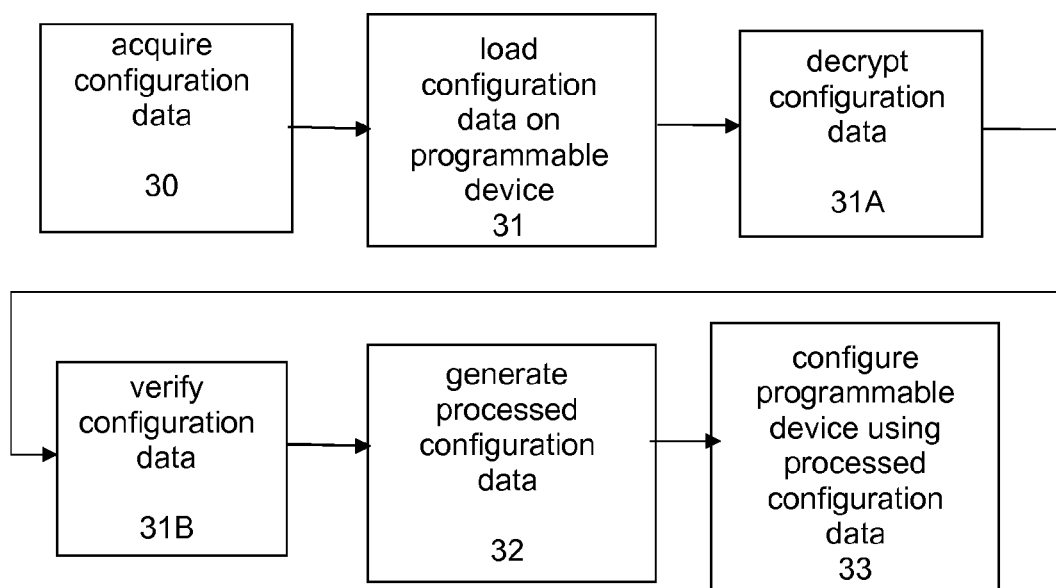 acquire
configuration
data
30
load
configuration
data on
programmable
device
31
decrypt
configuration
data
31A
verify
configuration
data
31B
generate
processed
configuration
data
32
configure
programmable
device using
processed
configuration
data
33